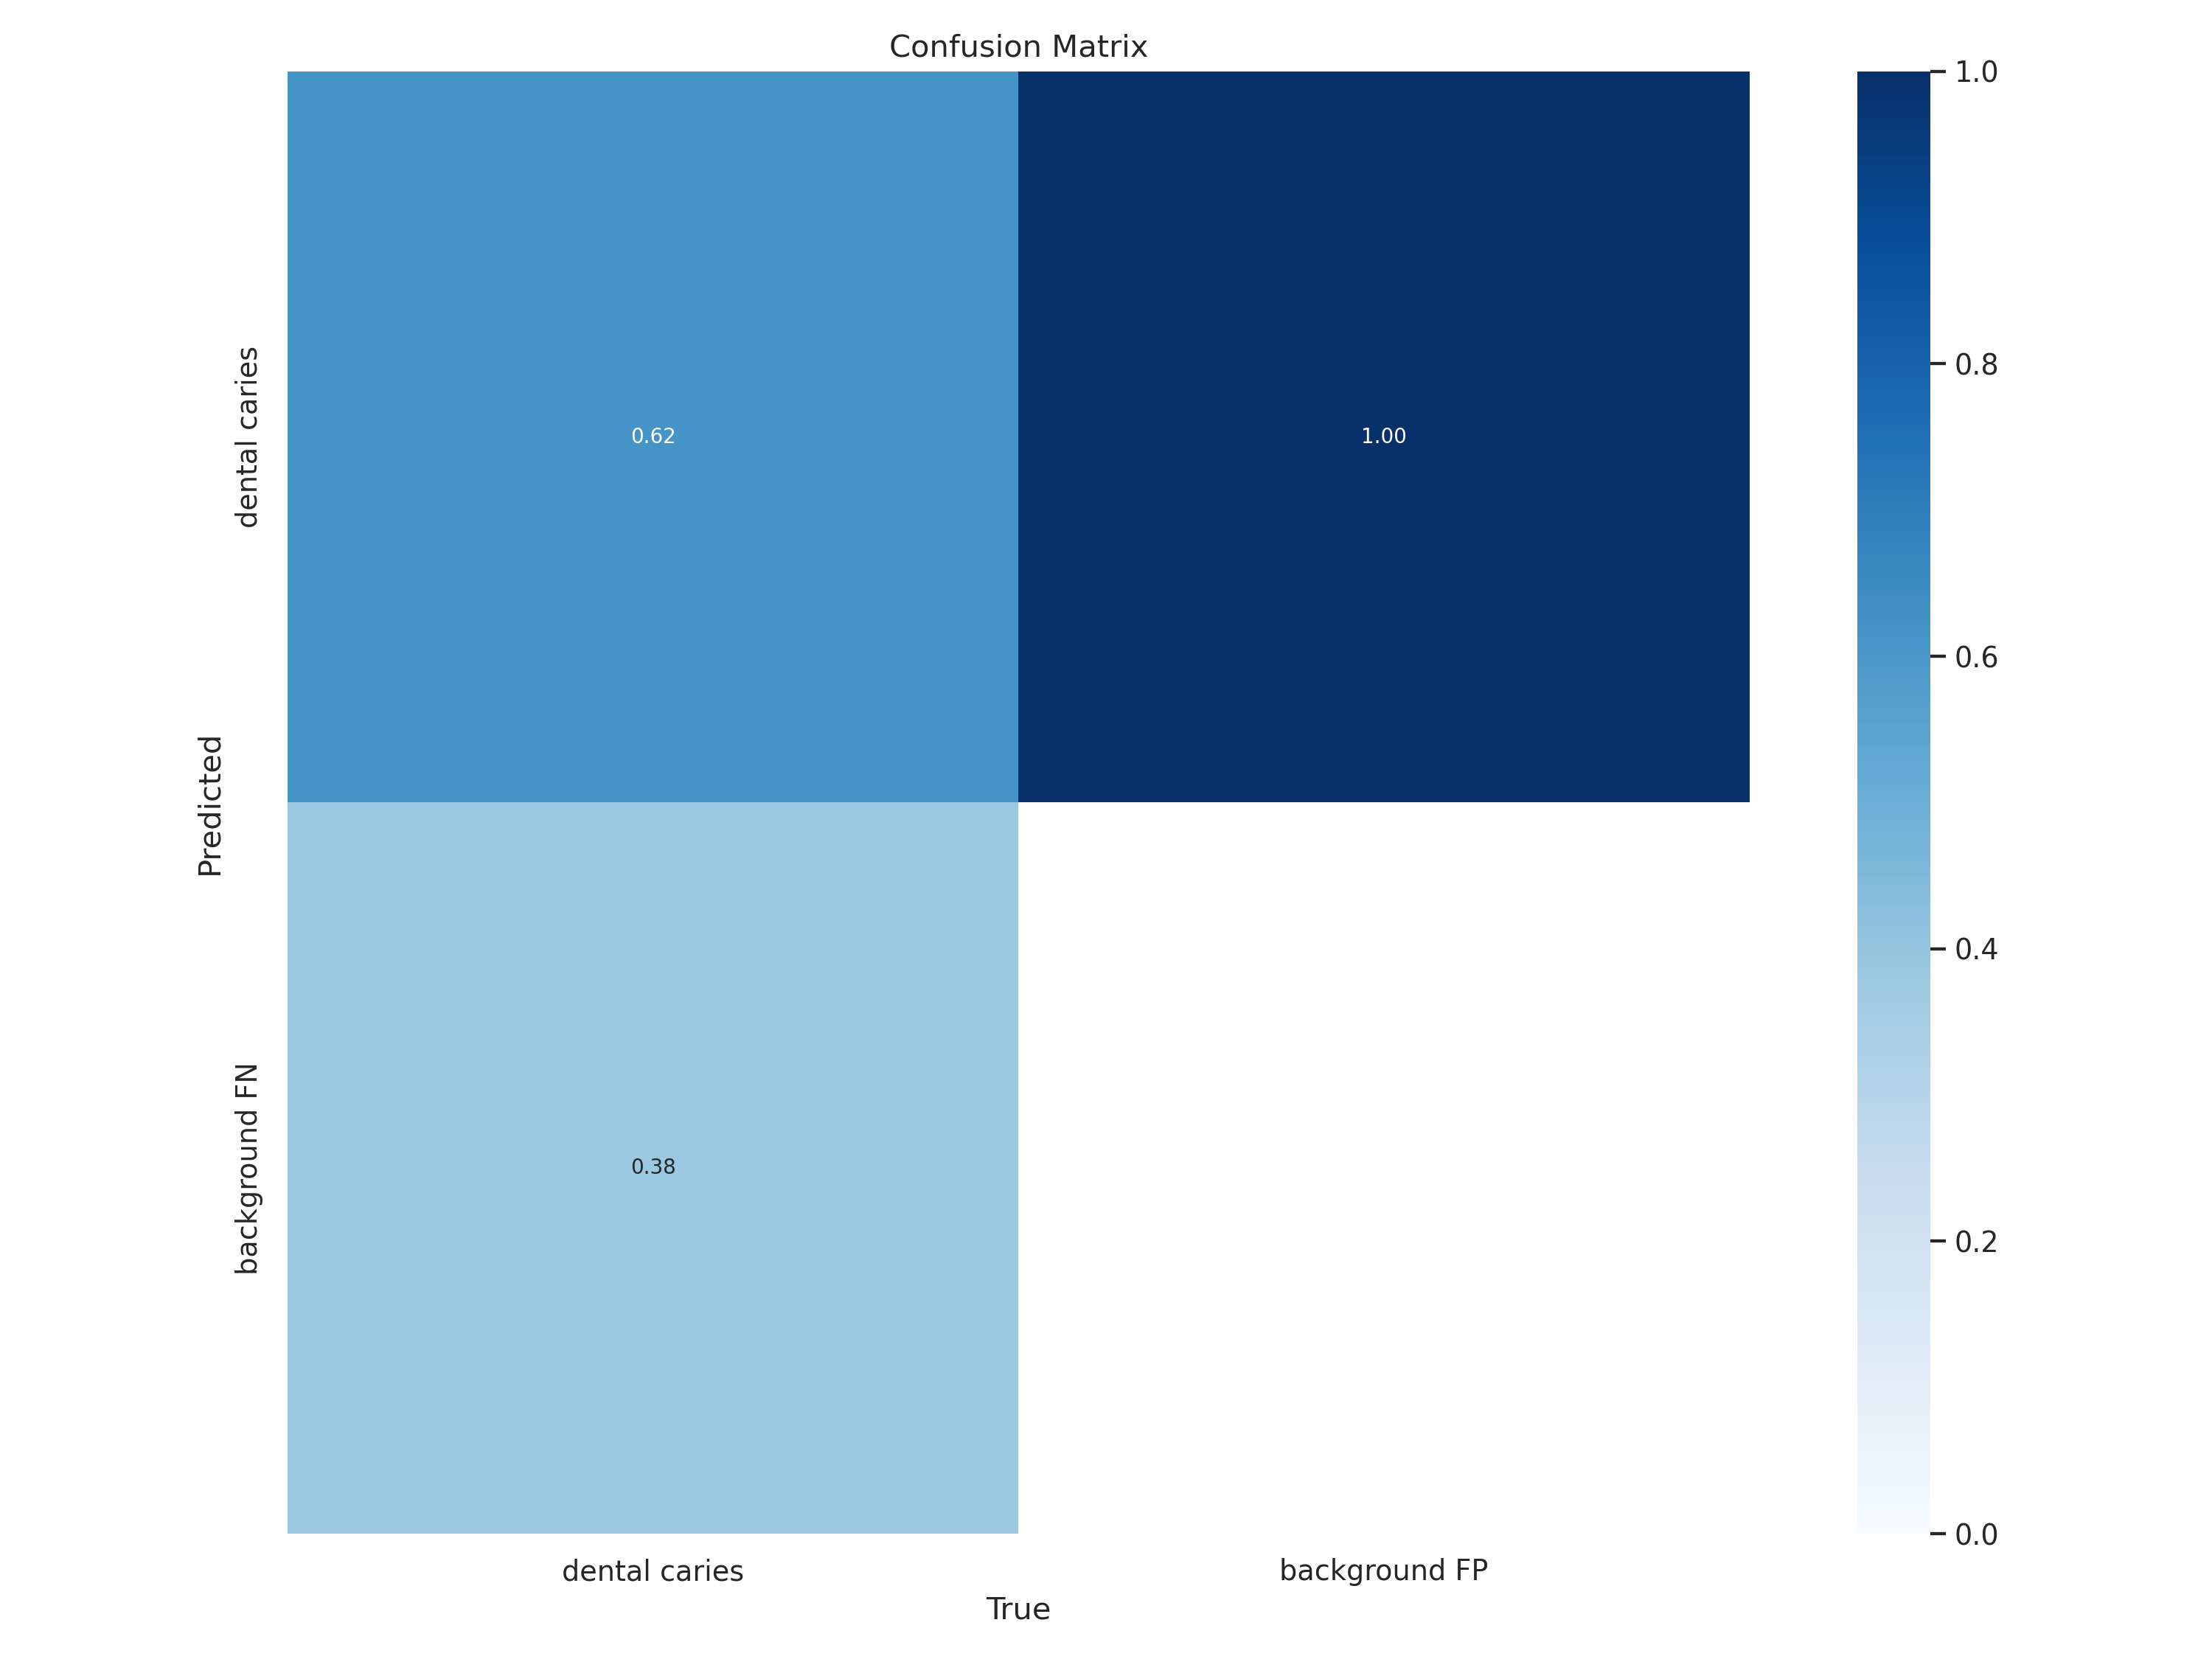 Confusion Matrix
dental caries
background FN
Predicted
0.62
1.00
0.38
dental caries
background FP
True
1.0
0.8
0.6
0.4
0.2
0.0